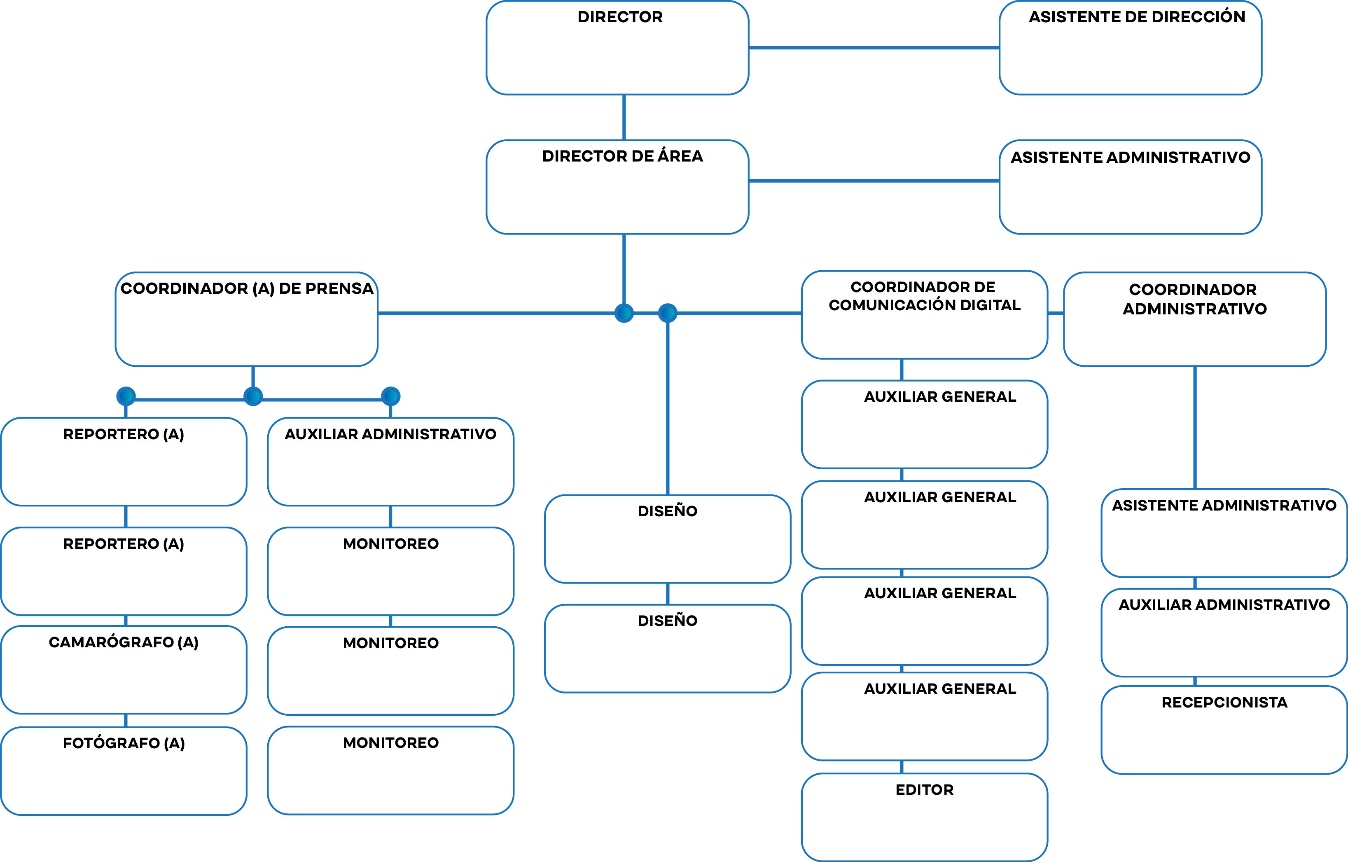 DIRECTOR
ASISTENTE DE DIRECCIÓN
DIRECTOR DE ÁREA
ASISTENTE ADMINISTRATIVO
COORDINADOR (A) DE PRENSA
COORDINADOR DE
COMUNICACIÓN DIGITAL
COORDINADOR
ADMINISTRATIVO
REPORTERO (A)
REPORTERO (A)
CAMARÓGRAFO (A)
FOTÓGRAFO (A)
AUXILIAR ADMINISTRATIVO
MONITOREO
MONITOREO
MONITOREO
DISEÑO
DISEÑO
AUXILIAR GENERAL
AUXILIAR GENERAL
AUXILIAR GENERAL
AUXILIAR GENERAL
EDITOR
ASISTENTE ADMINISTRATIVO
AUXILIAR ADMINISTRATIVO
RECEPCIONISTA